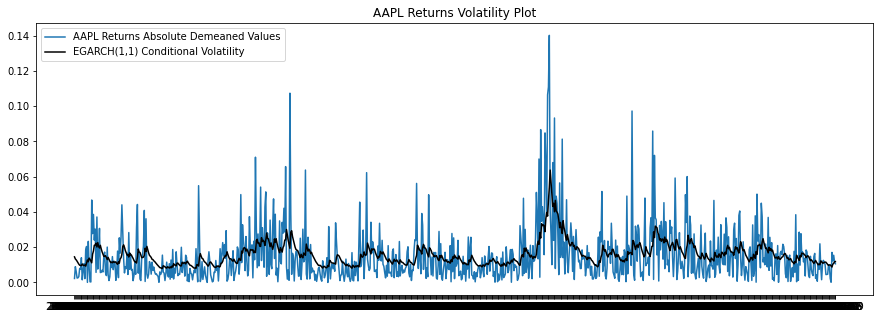 AAPL Returns Volatility Plot
AAPL Returns Absolute Demeaned Values
EGARCH(1,1) Conditional Volatility
0.14
0.12
0.10
0.08
0.06
0.04
0.02
0.00